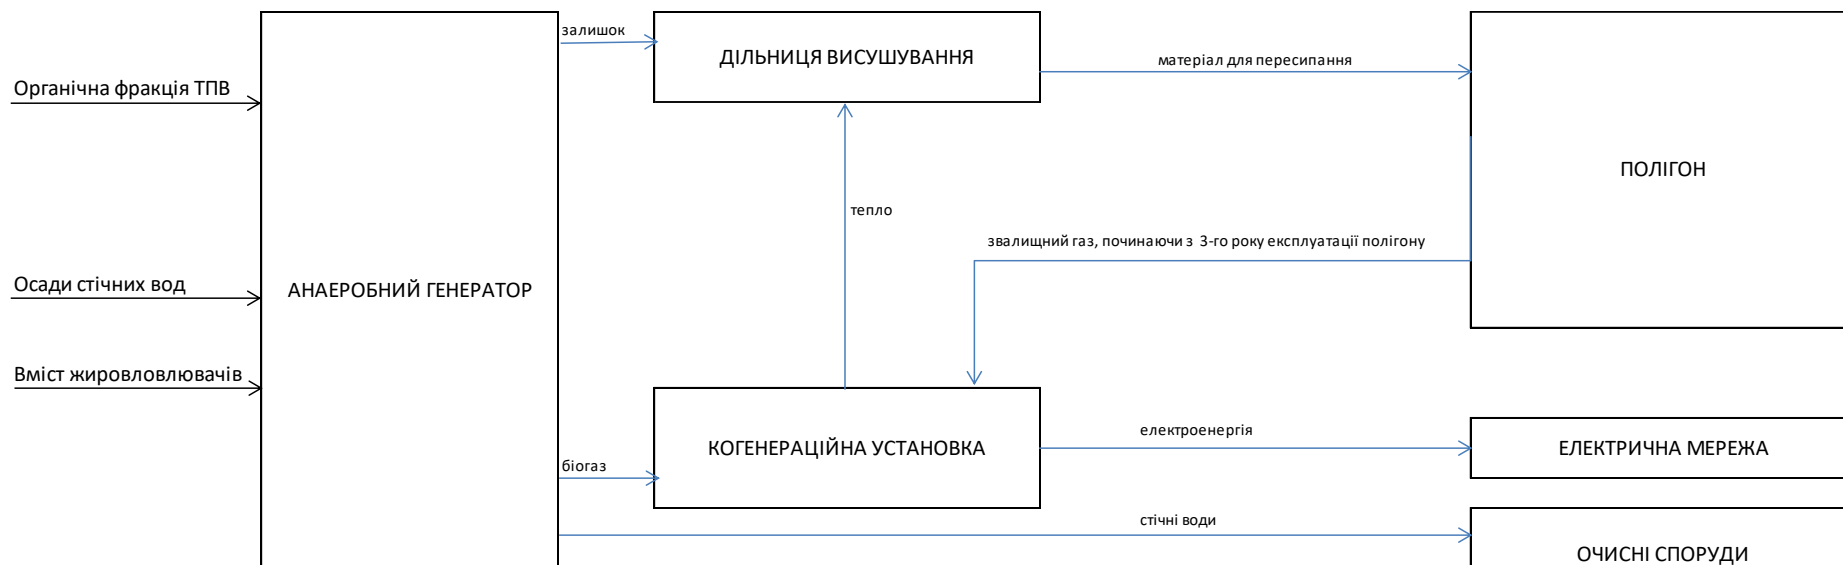 залишок
ДІЛЬНИЦЯ ВИСУШУВАННЯ
матеріал для пересипання
Органічна фракція ТПВ
ПОЛІГОН
тепло
звалищний газ, починаючи з 3-го року експлуатації полігону
Осади стічних вод
АНАЕРОБНИЙ ГЕНЕРАТОР
Вміст жировловлювачів
електроенергія
КОГЕНЕРАЦІЙНА УСТАНОВКА
ЕЛЕКТРИЧНА МЕРЕЖА
біогаз
стічні води
ОЧИСНІ СПОРУДИ